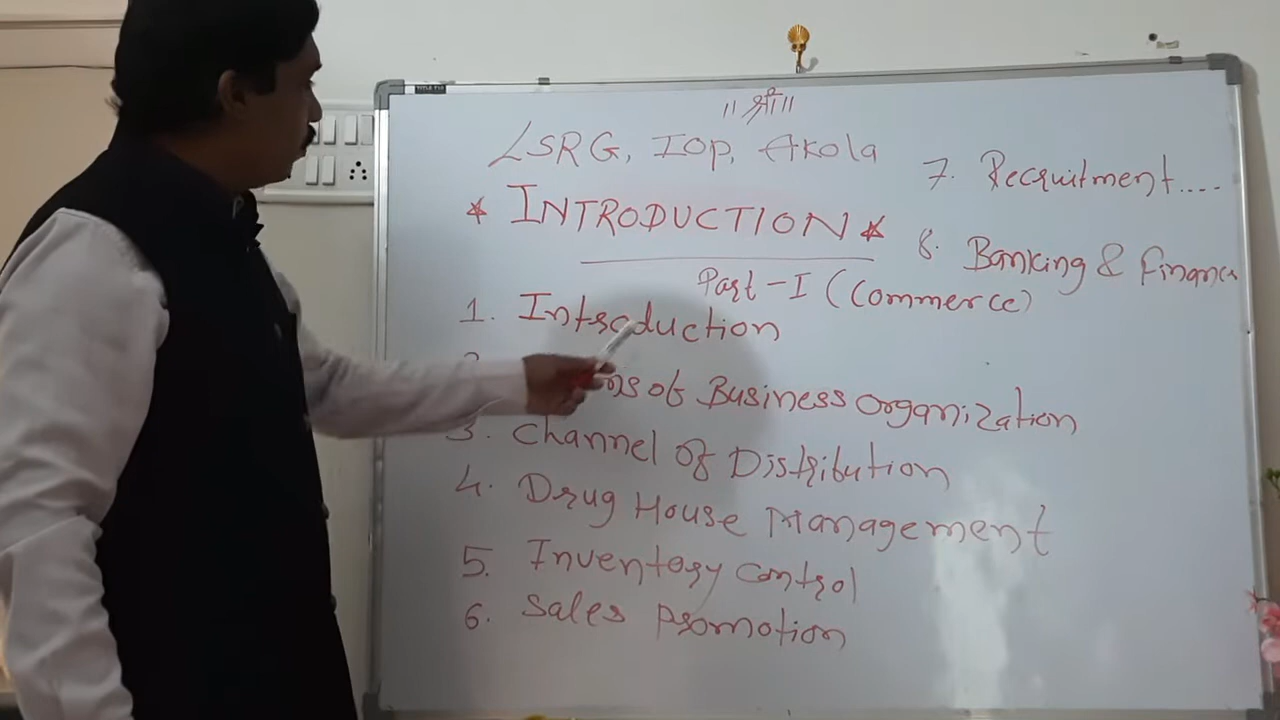 ॥ श्री ॥
LSRG, IOP, Akola
* INTRODUCTION *
Part-I (Commerce)
1. Introduction
of Business Organization
3. Channel of Distribution
4. Drug House Management
5. Inventory Control
6. Sales Promotion
7. Recruitment....
8. Banking & Finance